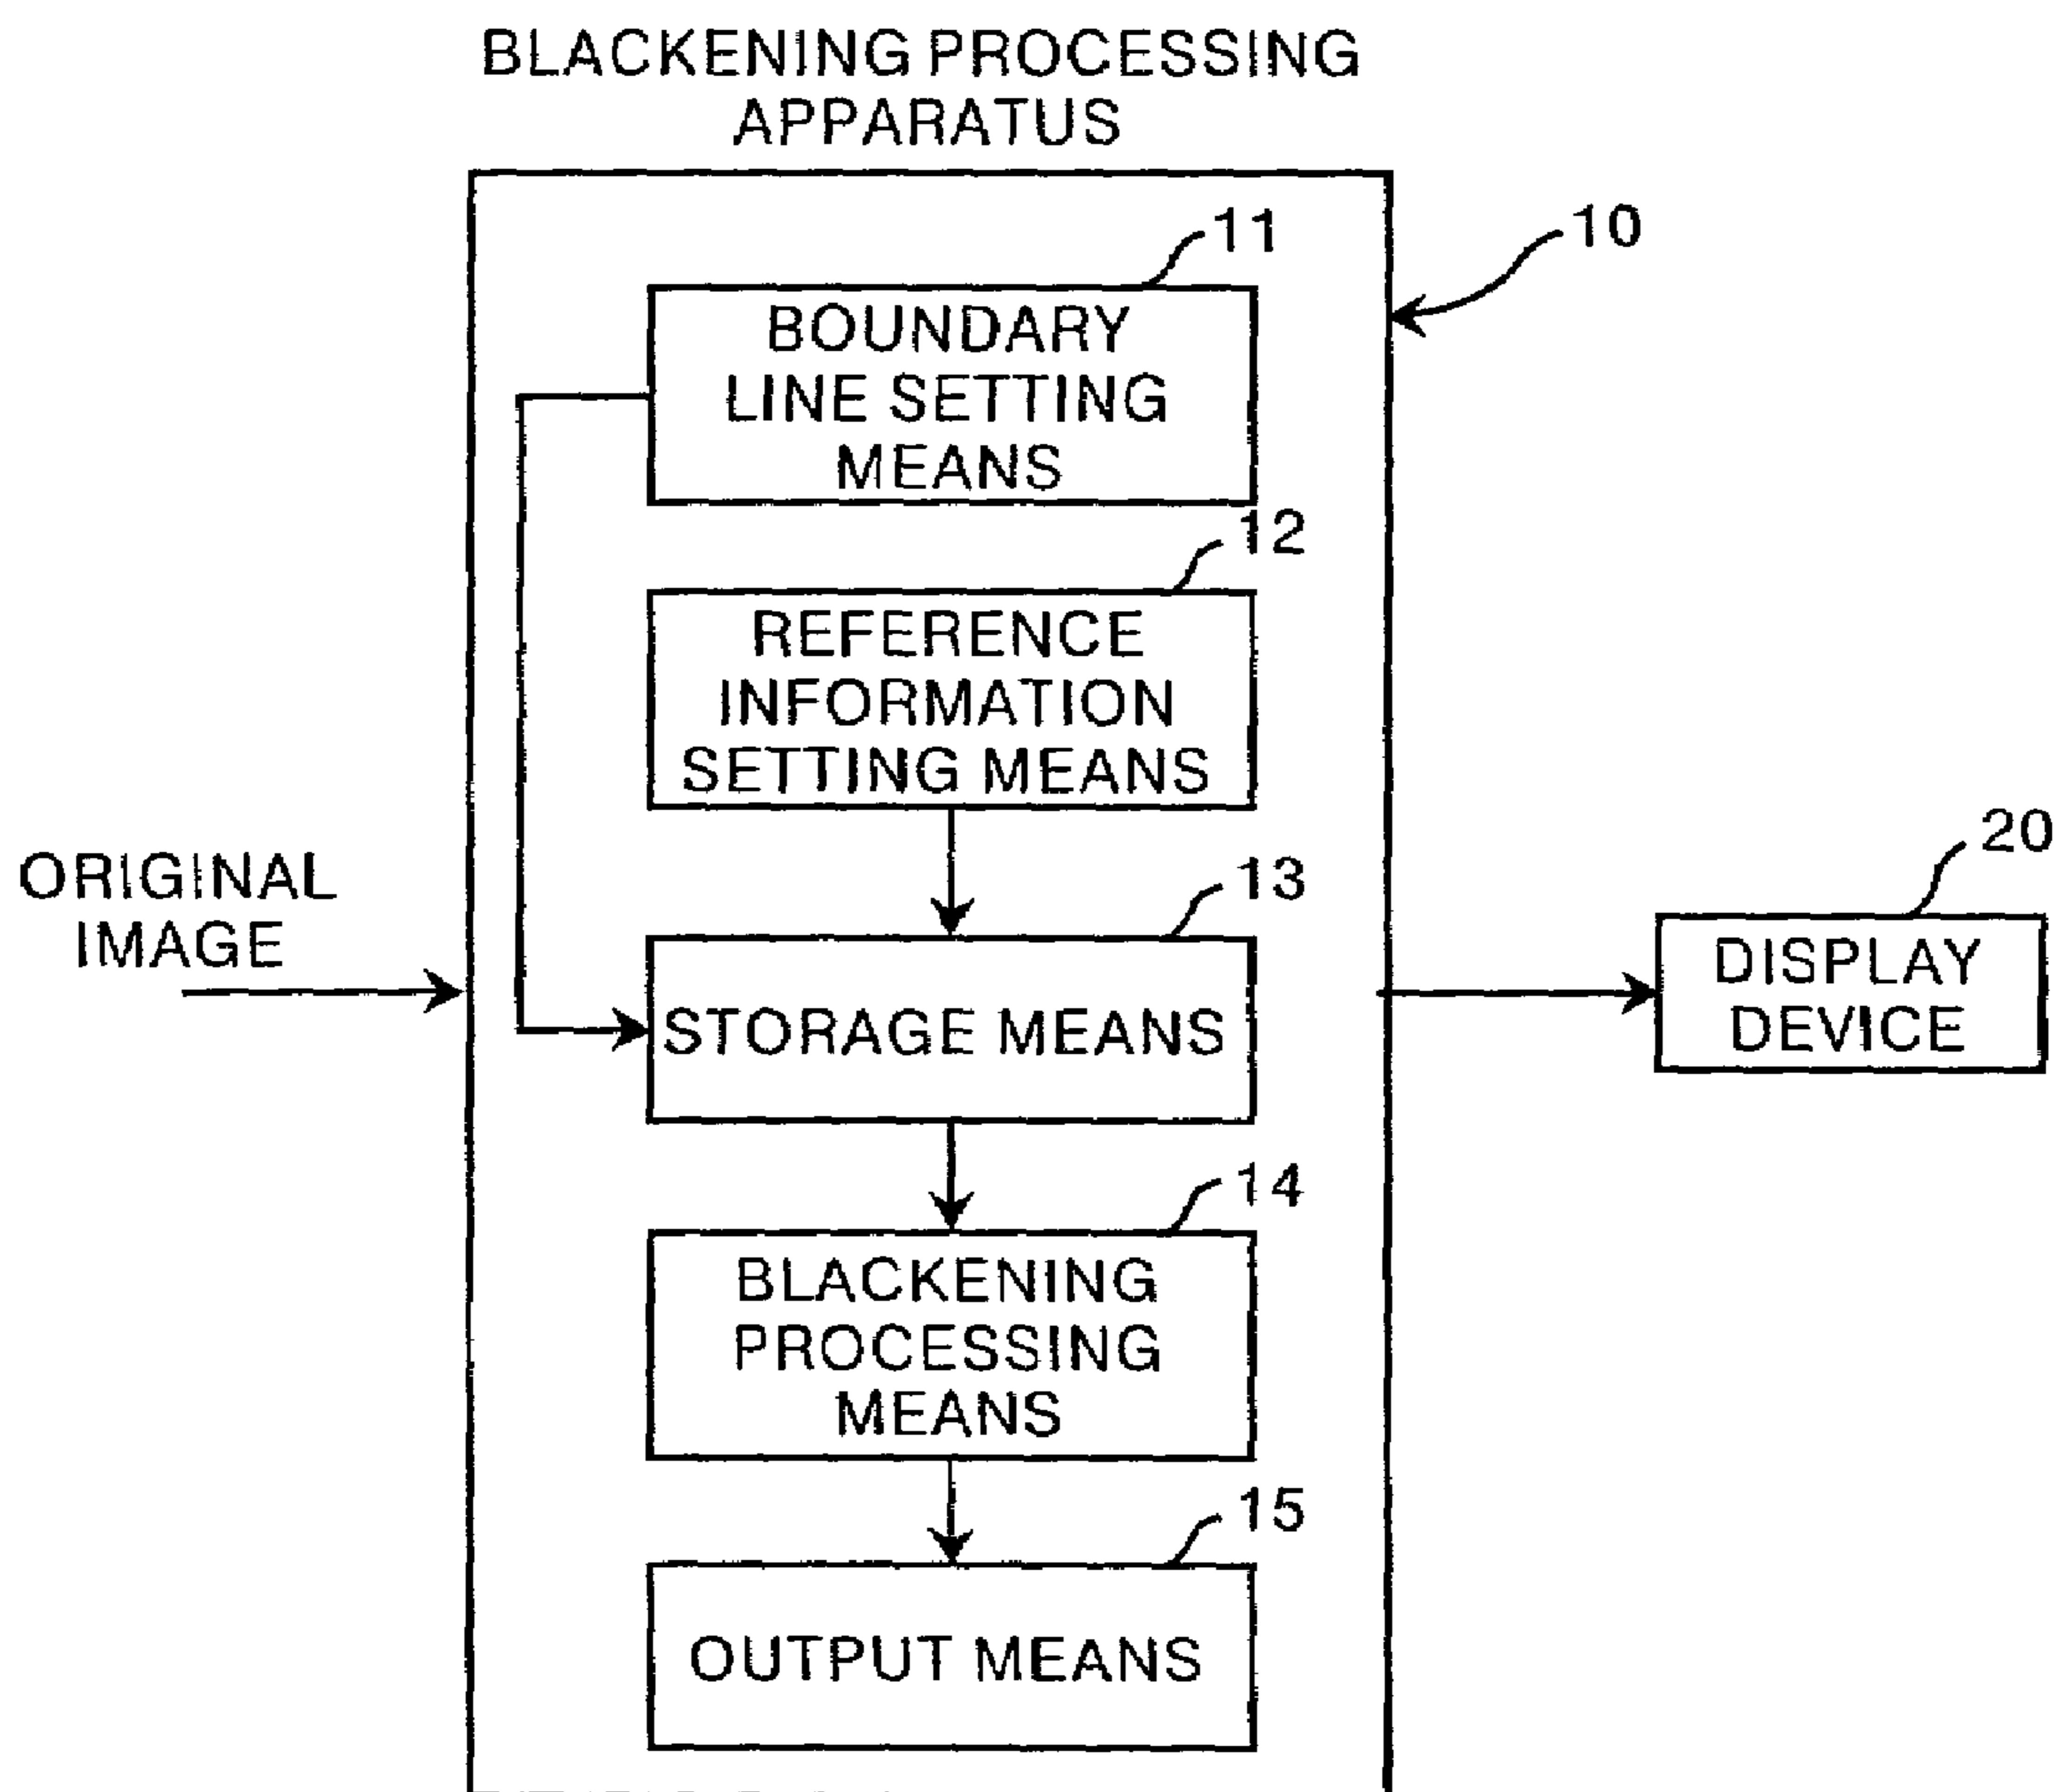 BLACKENING PROCESSING
APPARATUS
11
10
BOUNDARY
LINE SETTING
MEANS
12
REFERENCE
INFORMATION
SETTING MEANS
ORIGINAL
IMAGE
13
20
STORAGE MEANS
DISPLAY
DEVICE
14
BLACKENING
PROCESSING
MEANS
15
OUTPUT MEANS